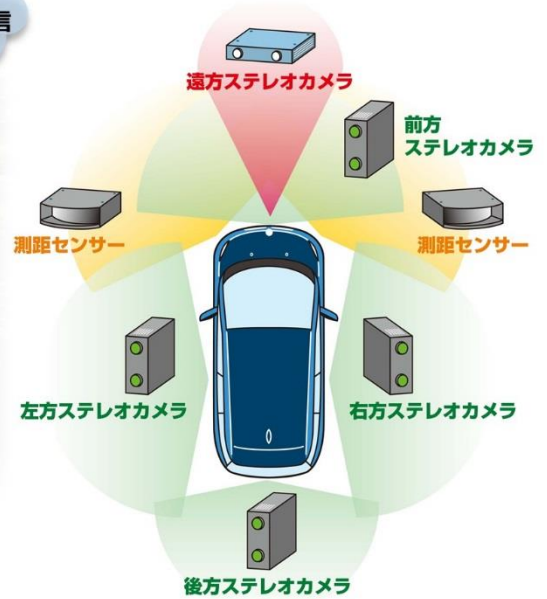 信
遠方ステレオカメラ
前方
ステレオカメラ
測距センサー
測距センサー
左方ステレオカメラ
右方ステレオカメラ
後方ステレオカメラ